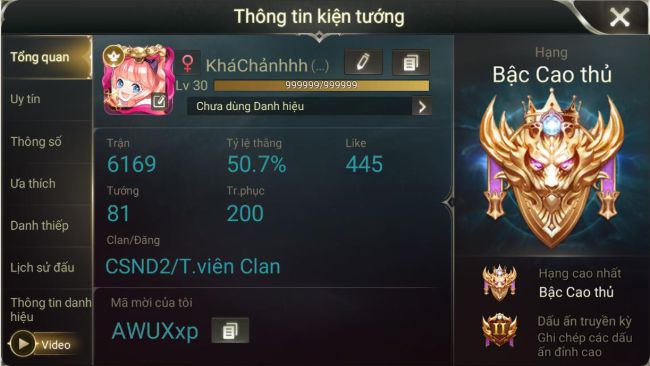 Thông tin kiện tướng
Tổng quan
Uy tín
Thông số
Ưa thích
Danh thiếp
Lịch sử đấu
Thông tin danh
hiệu
Video
KháChảnhhh (...)
Lv 30
999999/999999
Chưa dùng Danh hiệu
Trận
Tỷ lệ thắng
Like
6169
50.7%
445
Tướng
Tr.phục
81
200
Clan/Đăng
CSND2/T.viên Clan
Mã mời của tôi
AWUXxp
Hạng
Bậc Cao thủ
Hạng cao nhất
Bậc Cao thủ
II
Dấu ấn truyền kỳ
Ghi chép các dấu
ấn đỉnh cao